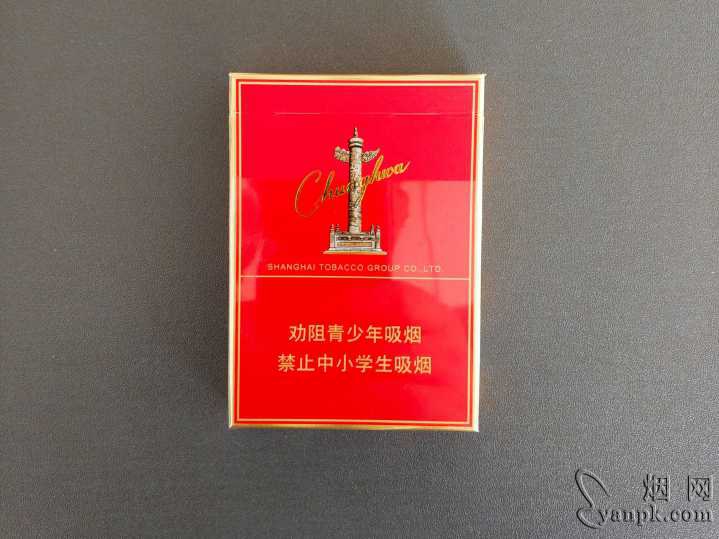 Chunghwa
SHANGHAI TOBACCO GROUP CO., LTD.
劝阻青少年吸烟
禁止中小学生吸烟
烟网
yanpk.com